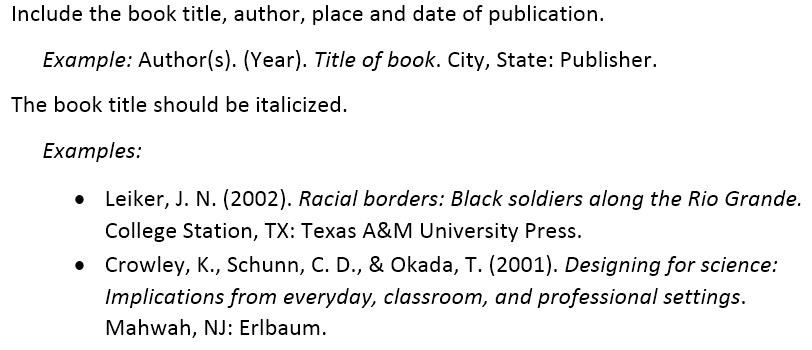 Include the book title, author, place and date of publication.
Example: Author(s). (Year). Title of book. City, State: Publisher.
The book title should be italicized.
Examples:
• Leiker, J. N. (2002). Racial borders: Black soldiers along the Rio Grande.
College Station, TX: Texas A&M University Press.
• Crowley, K., Schunn, C. D., & Okada, T. (2001). Designing for science:
Implications from everyday, classroom, and professional settings.
Mahwah, NJ: Erlbaum.